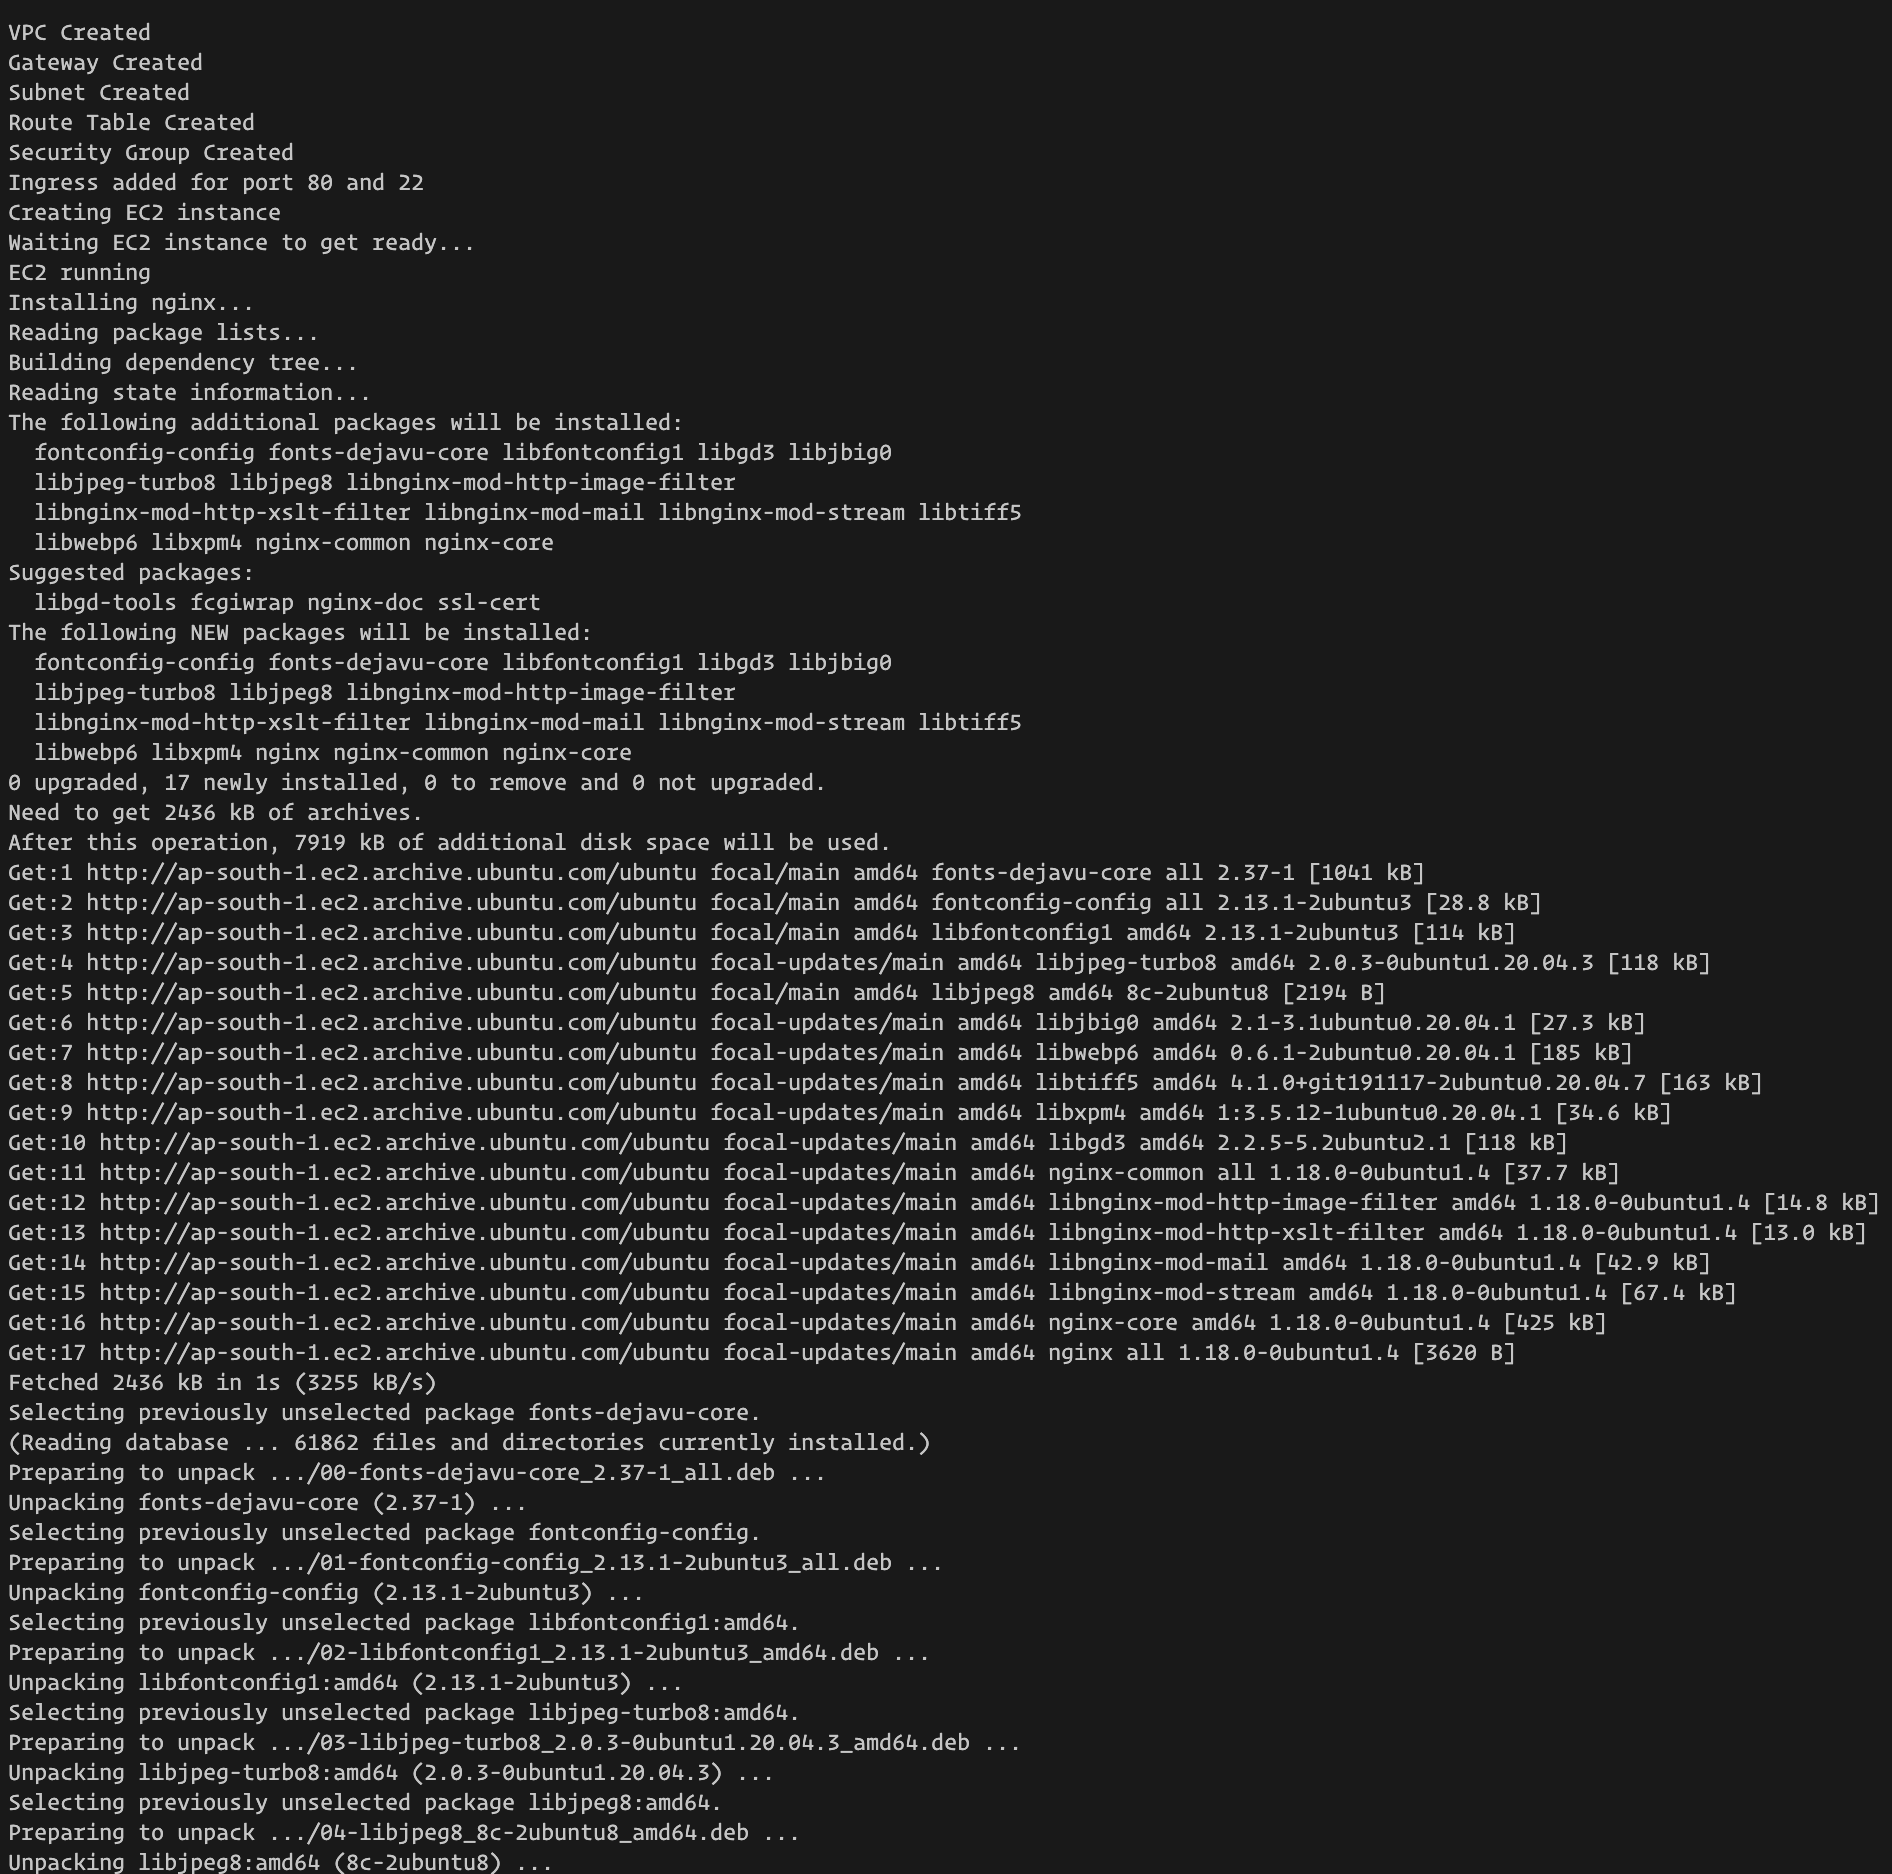 VPC Created
Gateway Created
Subnet Created
Route Table Created
Security Group Created
Ingress added for port 80 and 22
Creating EC2 instance
Waiting EC2 instance to get ready...
EC2 running
Installing nginx...
Reading package lists...
Building dependency tree...
Reading state information...
The following additional packages will be installed:
  fontconfig-config fonts-dejavu-core libfontconfig1 libgd3 libjbig0
  libjpeg-turbo8 libjpeg8 libnginx-mod-http-image-filter
  libnginx-mod-http-xslt-filter libnginx-mod-mail libnginx-mod-stream libtiff5
  libwebp6 libxpm4 nginx-common nginx-core
Suggested packages:
  libgd-tools fcgiwrap nginx-doc ssl-cert
The following NEW packages will be installed:
  fontconfig-config fonts-dejavu-core libfontconfig1 libgd3 libjbig0
  libjpeg-turbo8 libjpeg8 libnginx-mod-http-image-filter
  libnginx-mod-http-xslt-filter libnginx-mod-mail libnginx-mod-stream libtiff5
  libwebp6 libxpm4 nginx nginx-common nginx-core
0 upgraded, 17 newly installed, 0 to remove and 0 not upgraded.
Need to get 2436 kB of archives.
After this operation, 7919 kB of additional disk space will be used.
Get:1 http://ap-south-1.ec2.archive.ubuntu.com/ubuntu focal/main amd64 fonts-dejavu-core all 2.37-1 [1041 kB]
Get:2 http://ap-south-1.ec2.archive.ubuntu.com/ubuntu focal/main amd64 fontconfig-config all 2.13.1-2ubuntu3 [28.8 kB]
Get:3 http://ap-south-1.ec2.archive.ubuntu.com/ubuntu focal/main amd64 libfontconfig1 amd64 2.13.1-2ubuntu3 [114 kB]
Get:4 http://ap-south-1.ec2.archive.ubuntu.com/ubuntu focal-updates/main amd64 libjpeg-turbo8 amd64 2.0.3-0ubuntu1.20.04.3 [118 kB]
Get:5 http://ap-south-1.ec2.archive.ubuntu.com/ubuntu focal/main amd64 libjpeg8 amd64 8c-2ubuntu8 [2194 B]
Get:6 http://ap-south-1.ec2.archive.ubuntu.com/ubuntu focal-updates/main amd64 libjbig0 amd64 2.1-3.1ubuntu0.20.04.1 [27.3 kB]
Get:7 http://ap-south-1.ec2.archive.ubuntu.com/ubuntu focal-updates/main amd64 libwebp6 amd64 0.6.1-2ubuntu0.20.04.1 [185 kB]
Get:8 http://ap-south-1.ec2.archive.ubuntu.com/ubuntu focal-updates/main amd64 libtiff5 amd64 4.1.0+git191117-2ubuntu0.20.04.7 [163 kB]
Get:9 http://ap-south-1.ec2.archive.ubuntu.com/ubuntu focal-updates/main amd64 libxpm4 amd64 1:3.5.12-1ubuntu0.20.04.1 [34.6 kB]
Get:10 http://ap-south-1.ec2.archive.ubuntu.com/ubuntu focal-updates/main amd64 libgd3 amd64 2.2.5-5.2ubuntu2.1 [118 kB]
Get:11 http://ap-south-1.ec2.archive.ubuntu.com/ubuntu focal-updates/main amd64 nginx-common all 1.18.0-0ubuntu1.4 [37.7 kB]
Get:12 http://ap-south-1.ec2.archive.ubuntu.com/ubuntu focal-updates/main amd64 libnginx-mod-http-image-filter amd64 1.18.0-0ubuntu1.4 [14.8 kB]
Get:13 http://ap-south-1.ec2.archive.ubuntu.com/ubuntu focal-updates/main amd64 libnginx-mod-http-xslt-filter amd64 1.18.0-0ubuntu1.4 [13.0 kB]
Get:14 http://ap-south-1.ec2.archive.ubuntu.com/ubuntu focal-updates/main amd64 libnginx-mod-mail amd64 1.18.0-0ubuntu1.4 [42.9 kB]
Get:15 http://ap-south-1.ec2.archive.ubuntu.com/ubuntu focal-updates/main amd64 libnginx-mod-stream amd64 1.18.0-0ubuntu1.4 [67.4 kB]
Get:16 http://ap-south-1.ec2.archive.ubuntu.com/ubuntu focal-updates/main amd64 nginx-core amd64 1.18.0-0ubuntu1.4 [425 kB]
Get:17 http://ap-south-1.ec2.archive.ubuntu.com/ubuntu focal-updates/main amd64 nginx all 1.18.0-0ubuntu1.4 [3620 B]
Fetched 2436 kB in 1s (3255 kB/s)
Selecting previously unselected package fonts-dejavu-core.
(Reading database ... 61862 files and directories currently installed.)
Preparing to unpack .../00-fonts-dejavu-core_2.37-1_all.deb ...
Unpacking fonts-dejavu-core (2.37-1) ...
Selecting previously unselected package fontconfig-config.
Preparing to unpack .../01-fontconfig-config_2.13.1-2ubuntu3_all.deb ...
Unpacking fontconfig-config (2.13.1-2ubuntu3) ...
Selecting previously unselected package libfontconfig1:amd64.
Preparing to unpack .../02-libfontconfig1_2.13.1-2ubuntu3_amd64.deb ...
Unpacking libfontconfig1:amd64 (2.13.1-2ubuntu3) ...
Selecting previously unselected package libjpeg-turbo8:amd64.
Preparing to unpack .../03-libjpeg-turbo8_2.0.3-0ubuntu1.20.04.3_amd64.deb ...
Unpacking libjpeg-turbo8:amd64 (2.0.3-0ubuntu1.20.04.3) ...
Selecting previously unselected package libjpeg8:amd64.
Preparing to unpack .../04-libjpeg8_8c-2ubuntu8_amd64.deb ...
Unpacking libjpeg8:amd64 (8c-2ubuntu8) ...